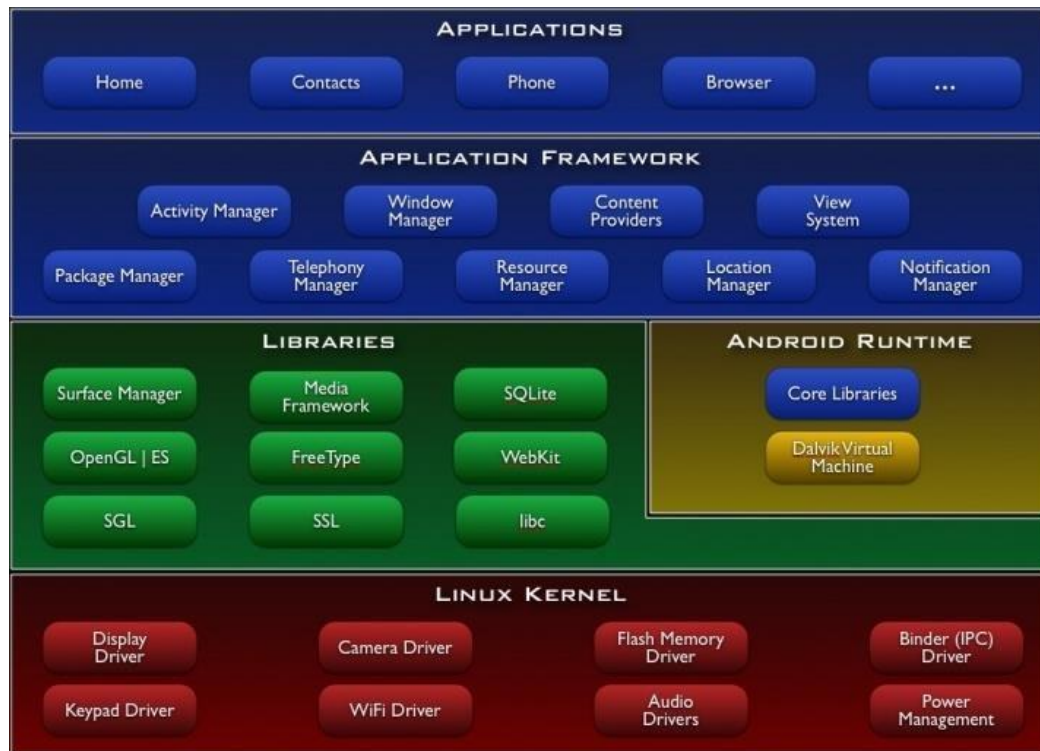 APPLICATIONS
Home
Contacts
Phone
Browser
...
APPLICATION FRAMEWORK
Activity Manager
Window
Manager
Content
Providers
View
System
Package Manager
Telephony
Manager
Resource
Manager
Location
Manager
Notification
Manager
LIBRARIES
Surface Manager
Media
Framework
SQLite
OpenGL | ES
FreeType
WebKit
SGL
SSL
libc
ANDROID RUNTIME
Core Libraries
Dalvik Virtual
Machine
LINUX KERNEL
Display
Driver
Camera Driver
Flash Memory
Driver
Binder (IPC)
Driver
Keypad Driver
WiFi Driver
Audio
Drivers
Power
Management